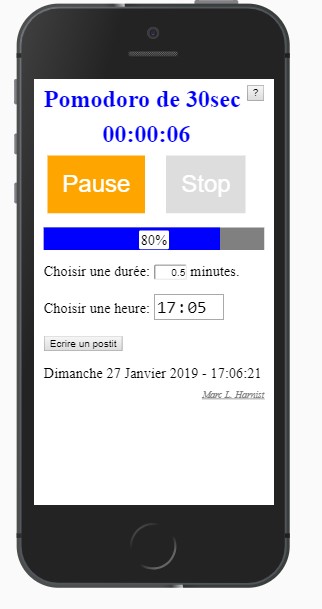 Pomodoro de 30sec ?
00:00:06
Pause Stop
80%
Choisir une durée: 0.5 minutes.
Choisir une heure: 17:05
Ecrire un postit
Dimanche 27 Janvier 2019 - 17:06:21
Marc L. Harnist